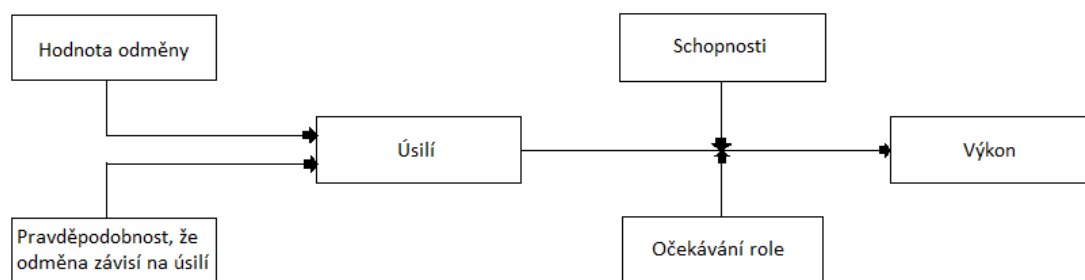 Hodnota odměny
Schopnosti
Úsilí
Výkon
Pravděpodobnost, že
odměna závisí na úsilí
Očekávání role